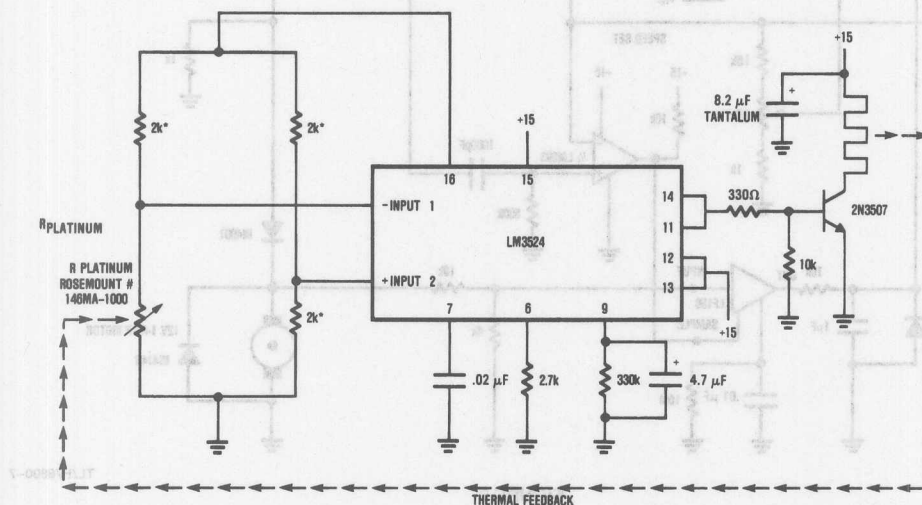 +15
8.2 µF
TANTALUM
+
2k*
2k*
+15
16
15
-INPUT 1
LM3524
14
11
330Ω
2N3507
RPLATINUM
R PLATINUM
ROSEMOUNT #
146MA-1000
+INPUT 2
12
13
10k
2k*
7
6
9
+15
.02 µF
2.7k
330k
+
4.7 µF
THERMAL FEEDBACK